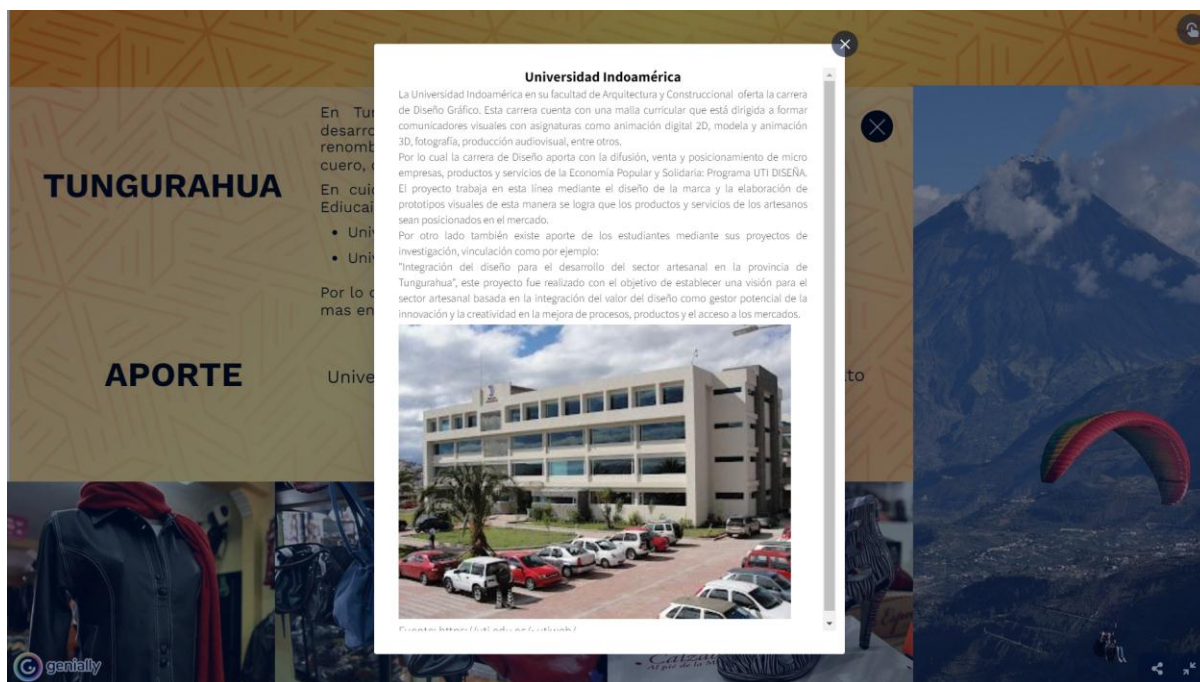 Universidad Indoamérica
La Universidad Indoamérica en su facultad de Arquitectura y Construccional oferta la carrera
de Diseño Gráfico. Esta carrera cuenta con una malla curricular que está dirigida a formar
comunicadores visuales con asignaturas como animación digital 2D, modela y animación
3D, fotografía, producción audiovisual, entre otros.
Por lo cual la carrera de Diseño aporta con la difusión, venta y posicionamiento de micro
empresas, productos y servicios de la Economía Popular y Solidaria: Programa UTI DISEÑA.
El proyecto trabaja en esta línea mediante el diseño de la marca y la elaboración de
prototipos visuales de esta manera se logra que los productos y servicios de los artesanos
sean posicionados en el mercado.
Por otro lado también existe aporte de los estudiantes mediante sus proyectos de
investigación, vinculación como por ejemplo:
"Integración del diseño para el desarrollo del sector artesanal en la provincia de
Tungurahua", este proyecto fue realizado con el objetivo de establecer una visión para el
sector artesanal basada en la integración del valor del diseño como gestor potencial de la
innovación y la creatividad en la mejora de procesos, productos y el acceso a los mercados.
TUNGURAHUA
En Tu
desarro
renomb
cuero,
En cuid
Ediucai
• Univ
• Univ
Por lo
mas en
APORTE
Unive
to
genially